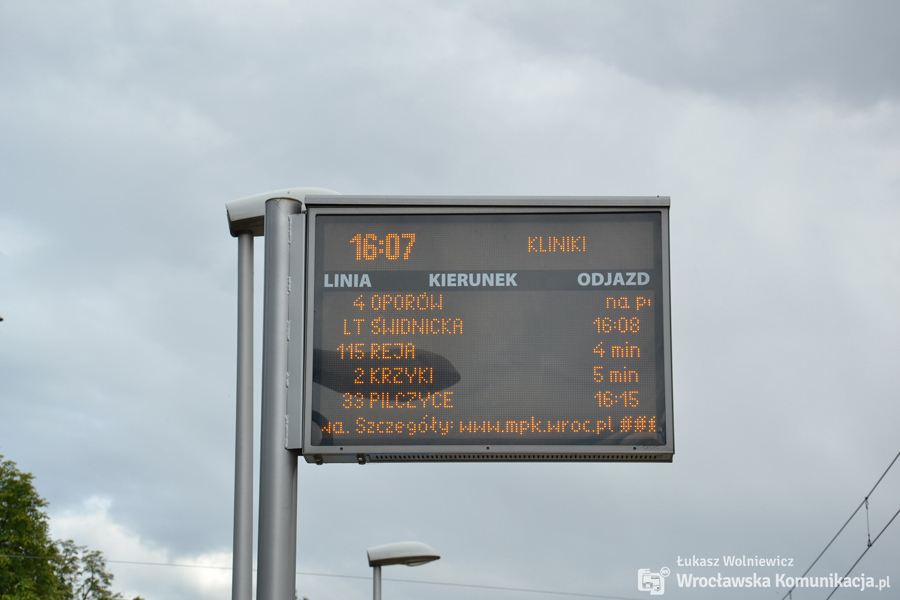 16:07 KLINIKI
LINIA KIERUNEK ODJAZD
4 OPORÓW na
LT ŚWIDNICKA 16:08
115 REJA 4 min
2 KRZYKI 5 min
33 PILCZYCE 16:15
wa. Szczegóły: www.mpk.wroc.pl ###
Łukasz Wolniewicz
Wrocławska Komunikacja.pl